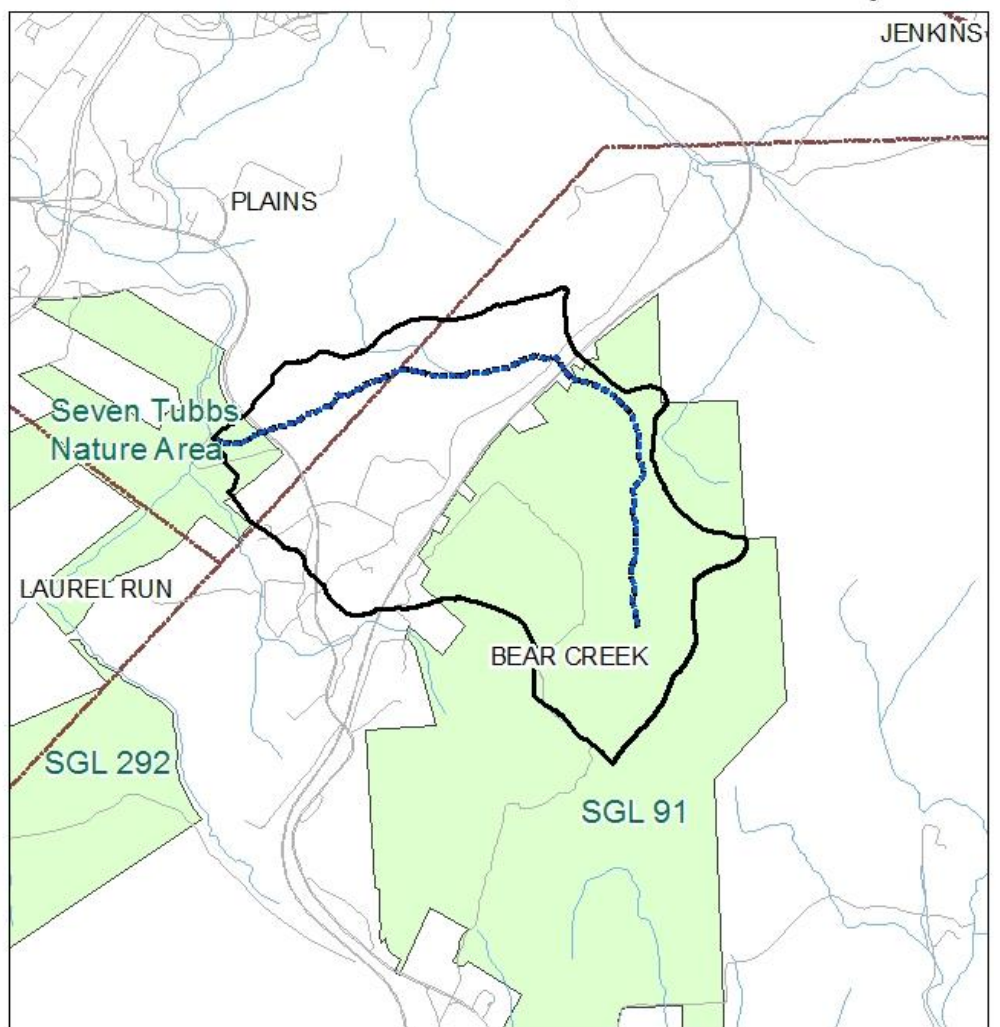 JENKINS
PLAINS
Seven Tubbs
Nature Area
LAUREL RUN
BEAR CREEK
SGL 292
SGL 91